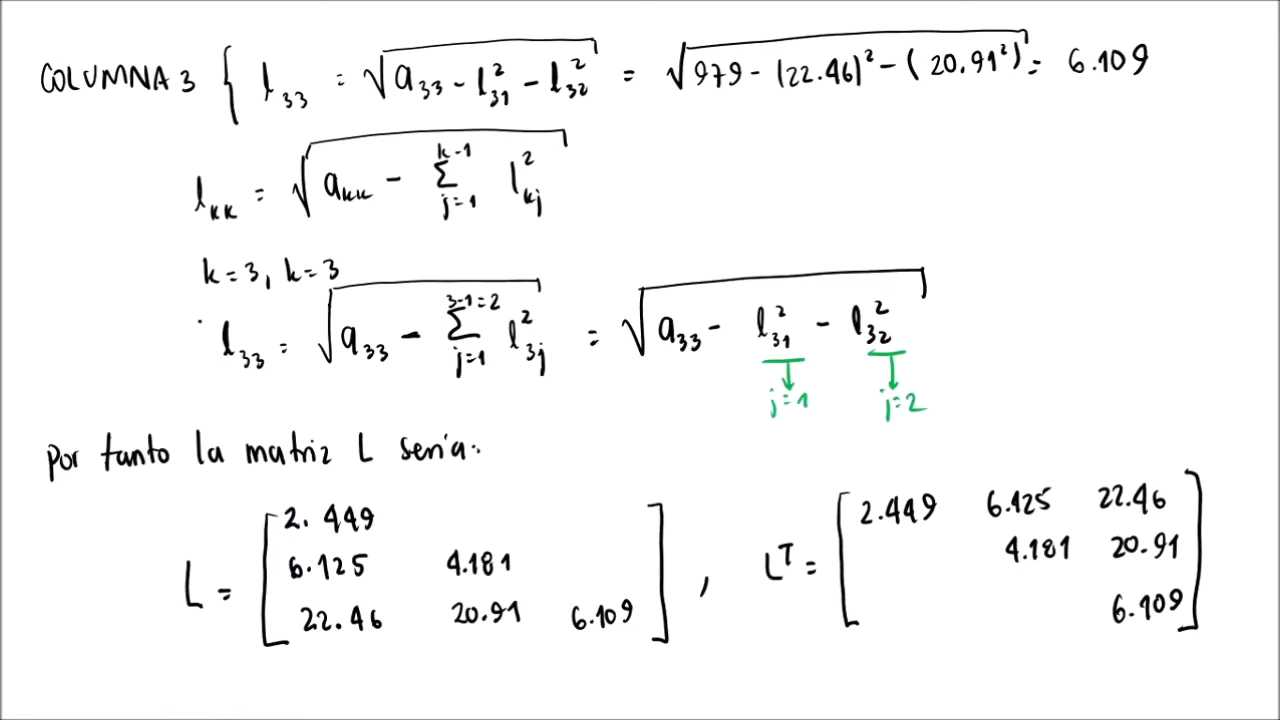 COLUMNA 3 { l₃₃ = √(a₃₃ - l₃₁² - l₃₂²) = √(979 - (22.46)² - (20.91²) = 6.109
lₖₖ = √(aₖₖ - Σ_{j=1}^{k-1} lₖⱼ²)
k=3, k=3
l₃₃ = √(a₃₃ - Σ_{j=1}^{3-1=2} l₃ⱼ²) = √(a₃₃ - l₃₁² - l₃₂²)
j=1 j=2
Por tanto la matriz L sería:
2.449 2.449 6.125 22.46
6.125 4.181 4.181 20.91
L = , Lᵀ =
22.46 20.91 6.109 6.109